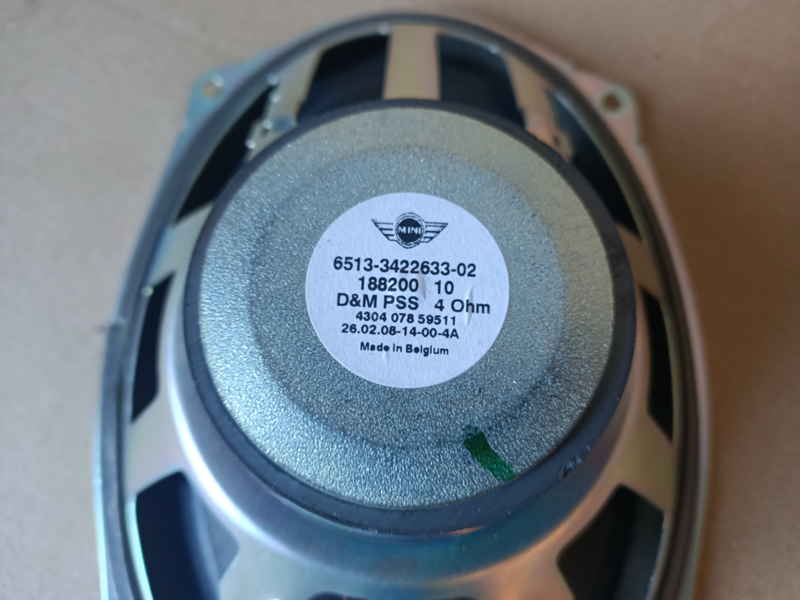 MINI
6513-3422633-02
188200 10
D&M PSS 4 Ohm
4304 078 59511
26.02.08-14-00-4A
Made in Belgium